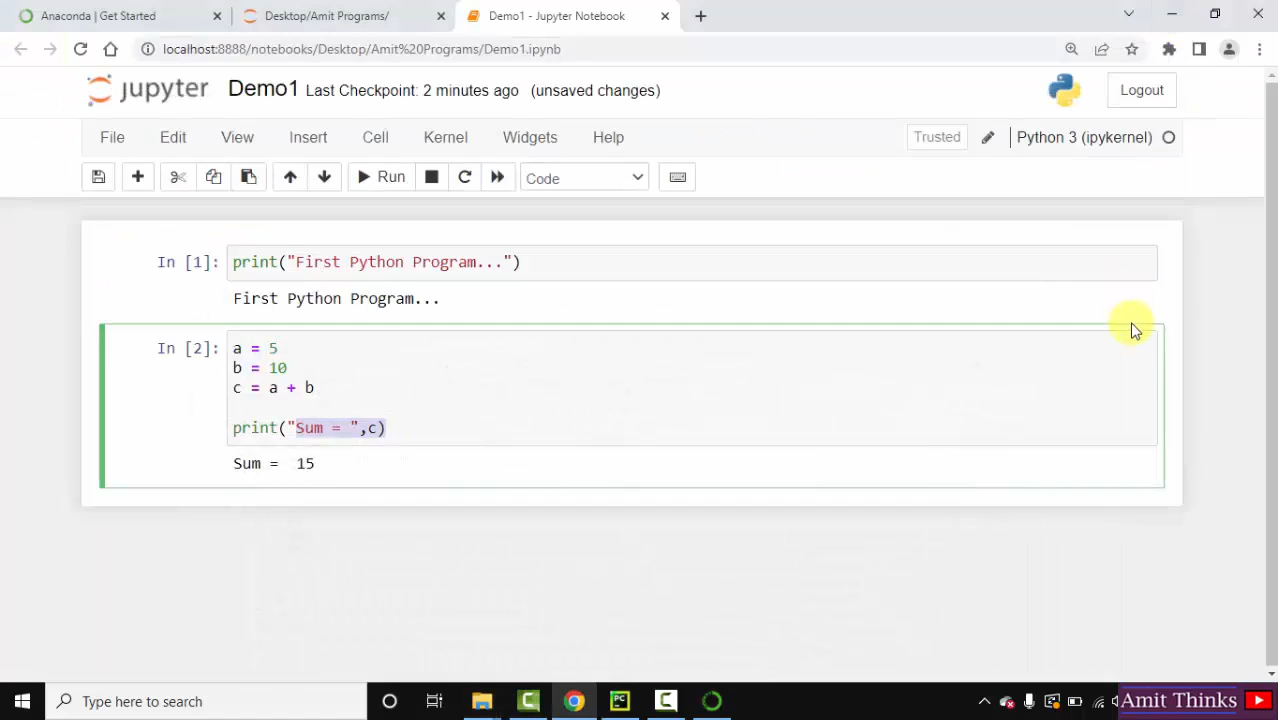 Anaconda | Get Started
Desktop/Amit Programs/
Demo1 - Jupyter Notebook
localhost:8888/notebooks/Desktop/Amit%20Programs/Demo1.ipynb
jupyter Demo1 Last Checkpoint: 2 minutes ago (unsaved changes)
Logout
File Edit View Insert Cell Kernel Widgets Help
Trusted
Python 3 (ipykernel)
Run
Code
In [1]: print("First Python Program...")
First Python Program...
In [2]: a = 5
b = 10
c = a + b
print("Sum = ",c)
Sum =  15
Type here to search
PC
Amit Thinks